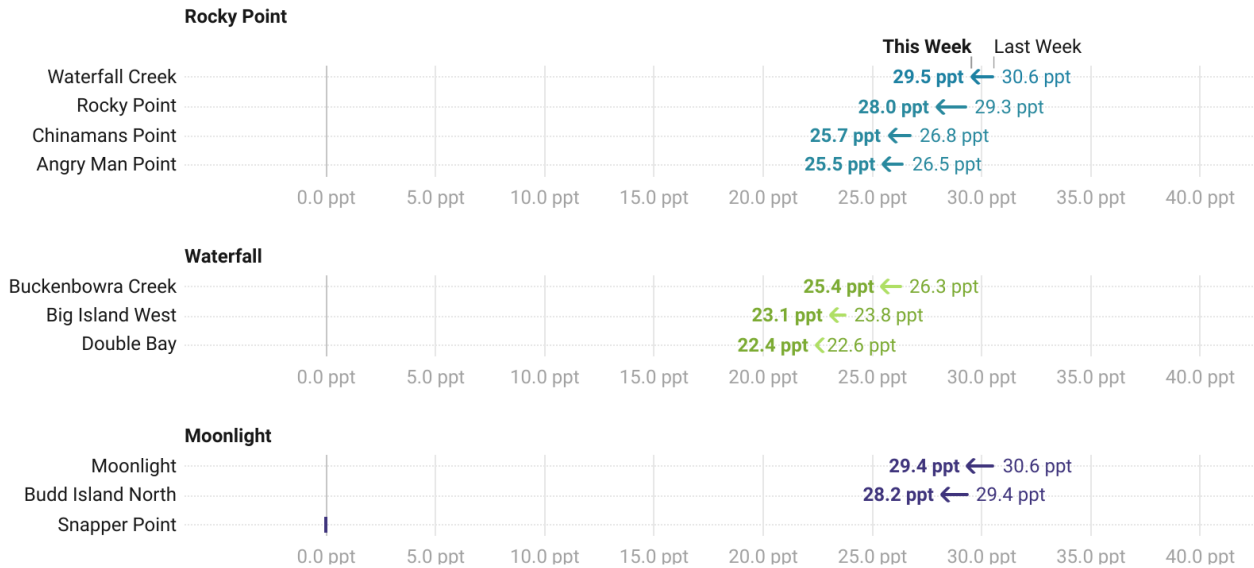 Rocky Point
This Week Last Week
Waterfall Creek 29.5 ppt 30.6 ppt
Rocky Point 28.0 ppt 29.3 ppt
Chinamans Point 25.7 ppt 26.8 ppt
Angry Man Point 25.5 ppt 26.5 ppt
0.0 ppt 5.0 ppt 10.0 ppt 15.0 ppt 20.0 ppt 25.0 ppt 30.0 ppt 35.0 ppt 40.0 ppt
Waterfall
Buckenbowra Creek 25.4 ppt 26.3 ppt
Big Island West 23.1 ppt 23.8 ppt
Double Bay 22.4 ppt 22.6 ppt
0.0 ppt 5.0 ppt 10.0 ppt 15.0 ppt 20.0 ppt 25.0 ppt 30.0 ppt 35.0 ppt 40.0 ppt
Moonlight
Moonlight 29.4 ppt 30.6 ppt
Budd Island North 28.2 ppt 29.4 ppt
Snapper Point
0.0 ppt 5.0 ppt 10.0 ppt 15.0 ppt 20.0 ppt 25.0 ppt 30.0 ppt 35.0 ppt 40.0 ppt